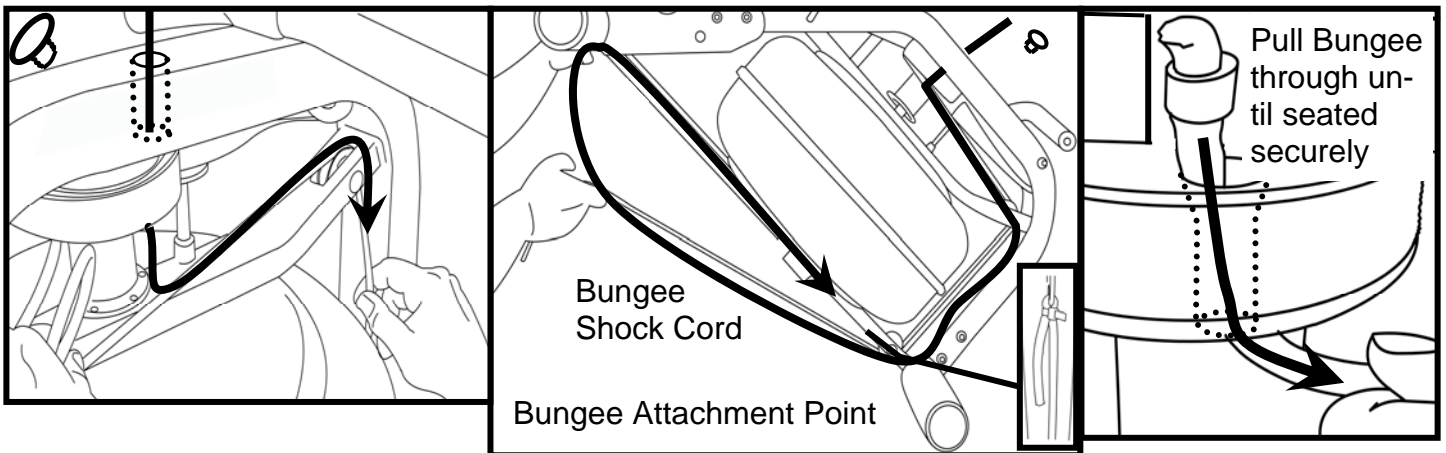 Bungee
Shock Cord
Bungee Attachment Point
Pull Bungee
through un-
til seated
securely